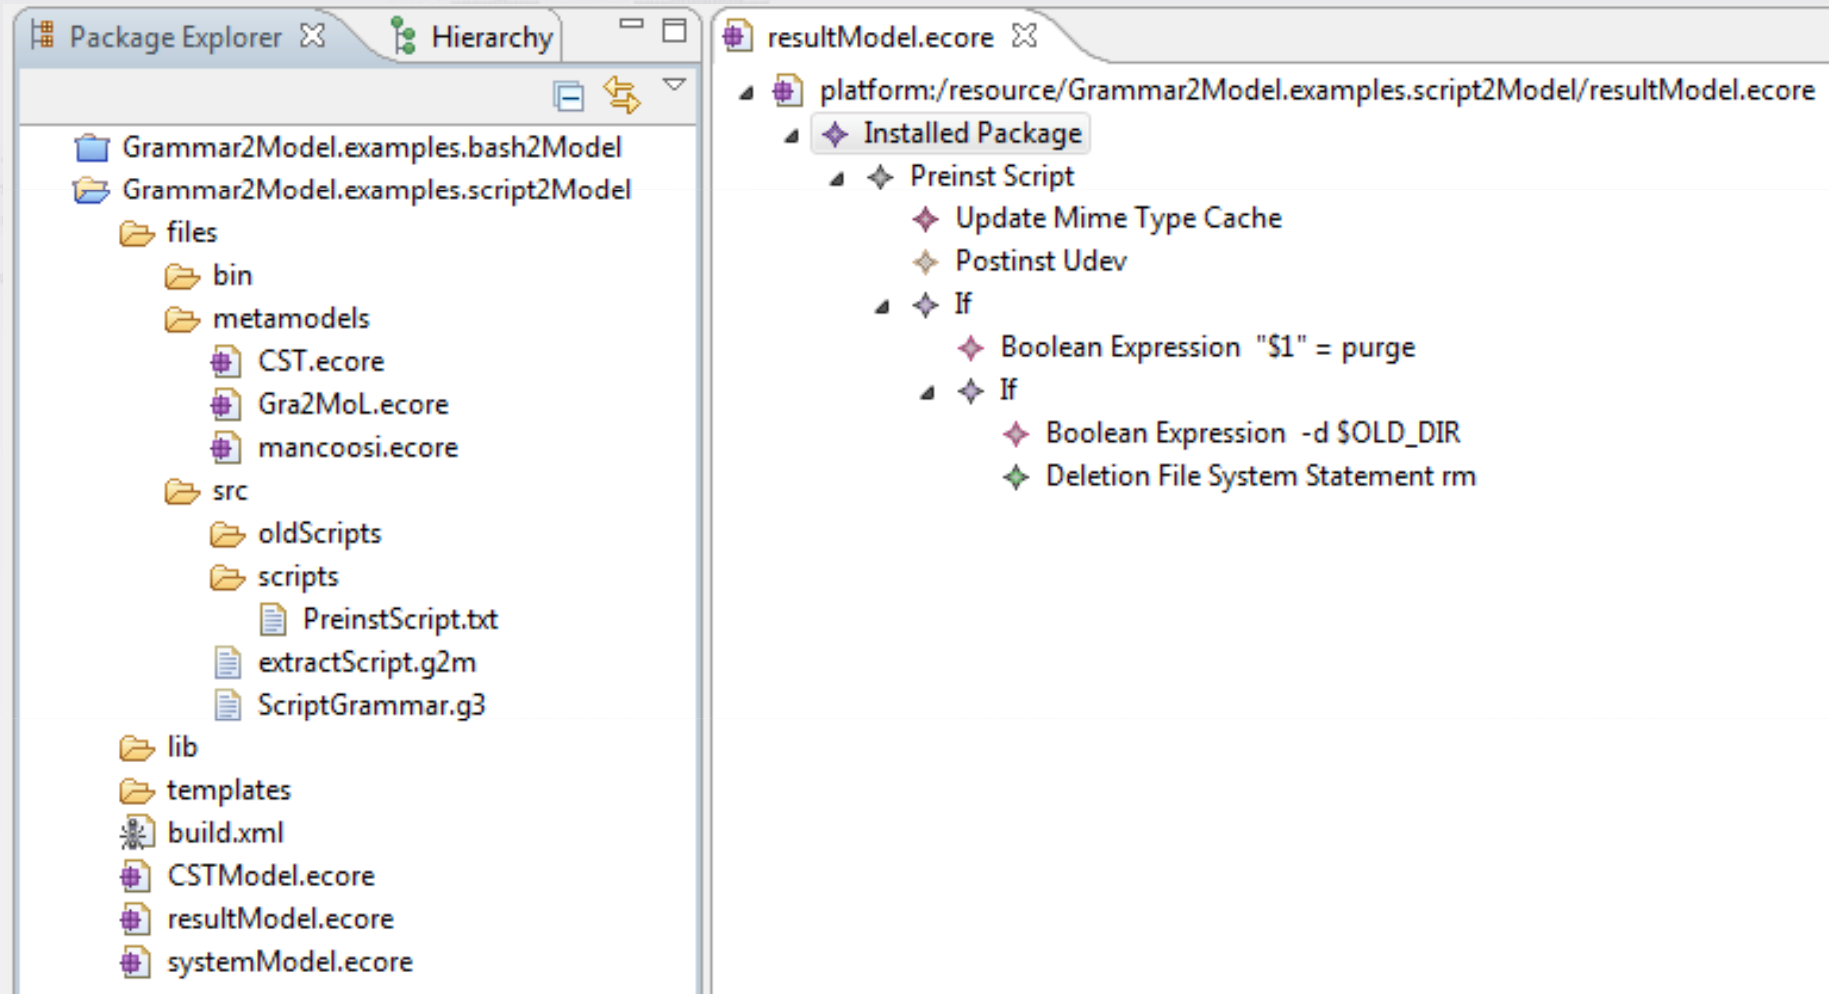 Package Explorer
Hierarchy
Grammar2Model.examples.bash2Model
Grammar2Model.examples.script2Model
files
bin
metamodels
CST.ecore
Gra2MoL.ecore
mancoosi.ecore
src
oldScripts
scripts
PreinstScript.txt
extractScript.g2m
ScriptGrammar.g3
lib
templates
build.xml
CSTModel.ecore
resultModel.ecore
systemModel.ecore
resultModel.ecore
platform:/resource/Grammar2Model.examples.script2Model/resultModel.ecore
Installed Package
Preinst Script
Update Mime Type Cache
Postinst Udev
If
Boolean Expression "$1" = purge
If
Boolean Expression -d $OLD_DIR
Deletion File System Statement rm